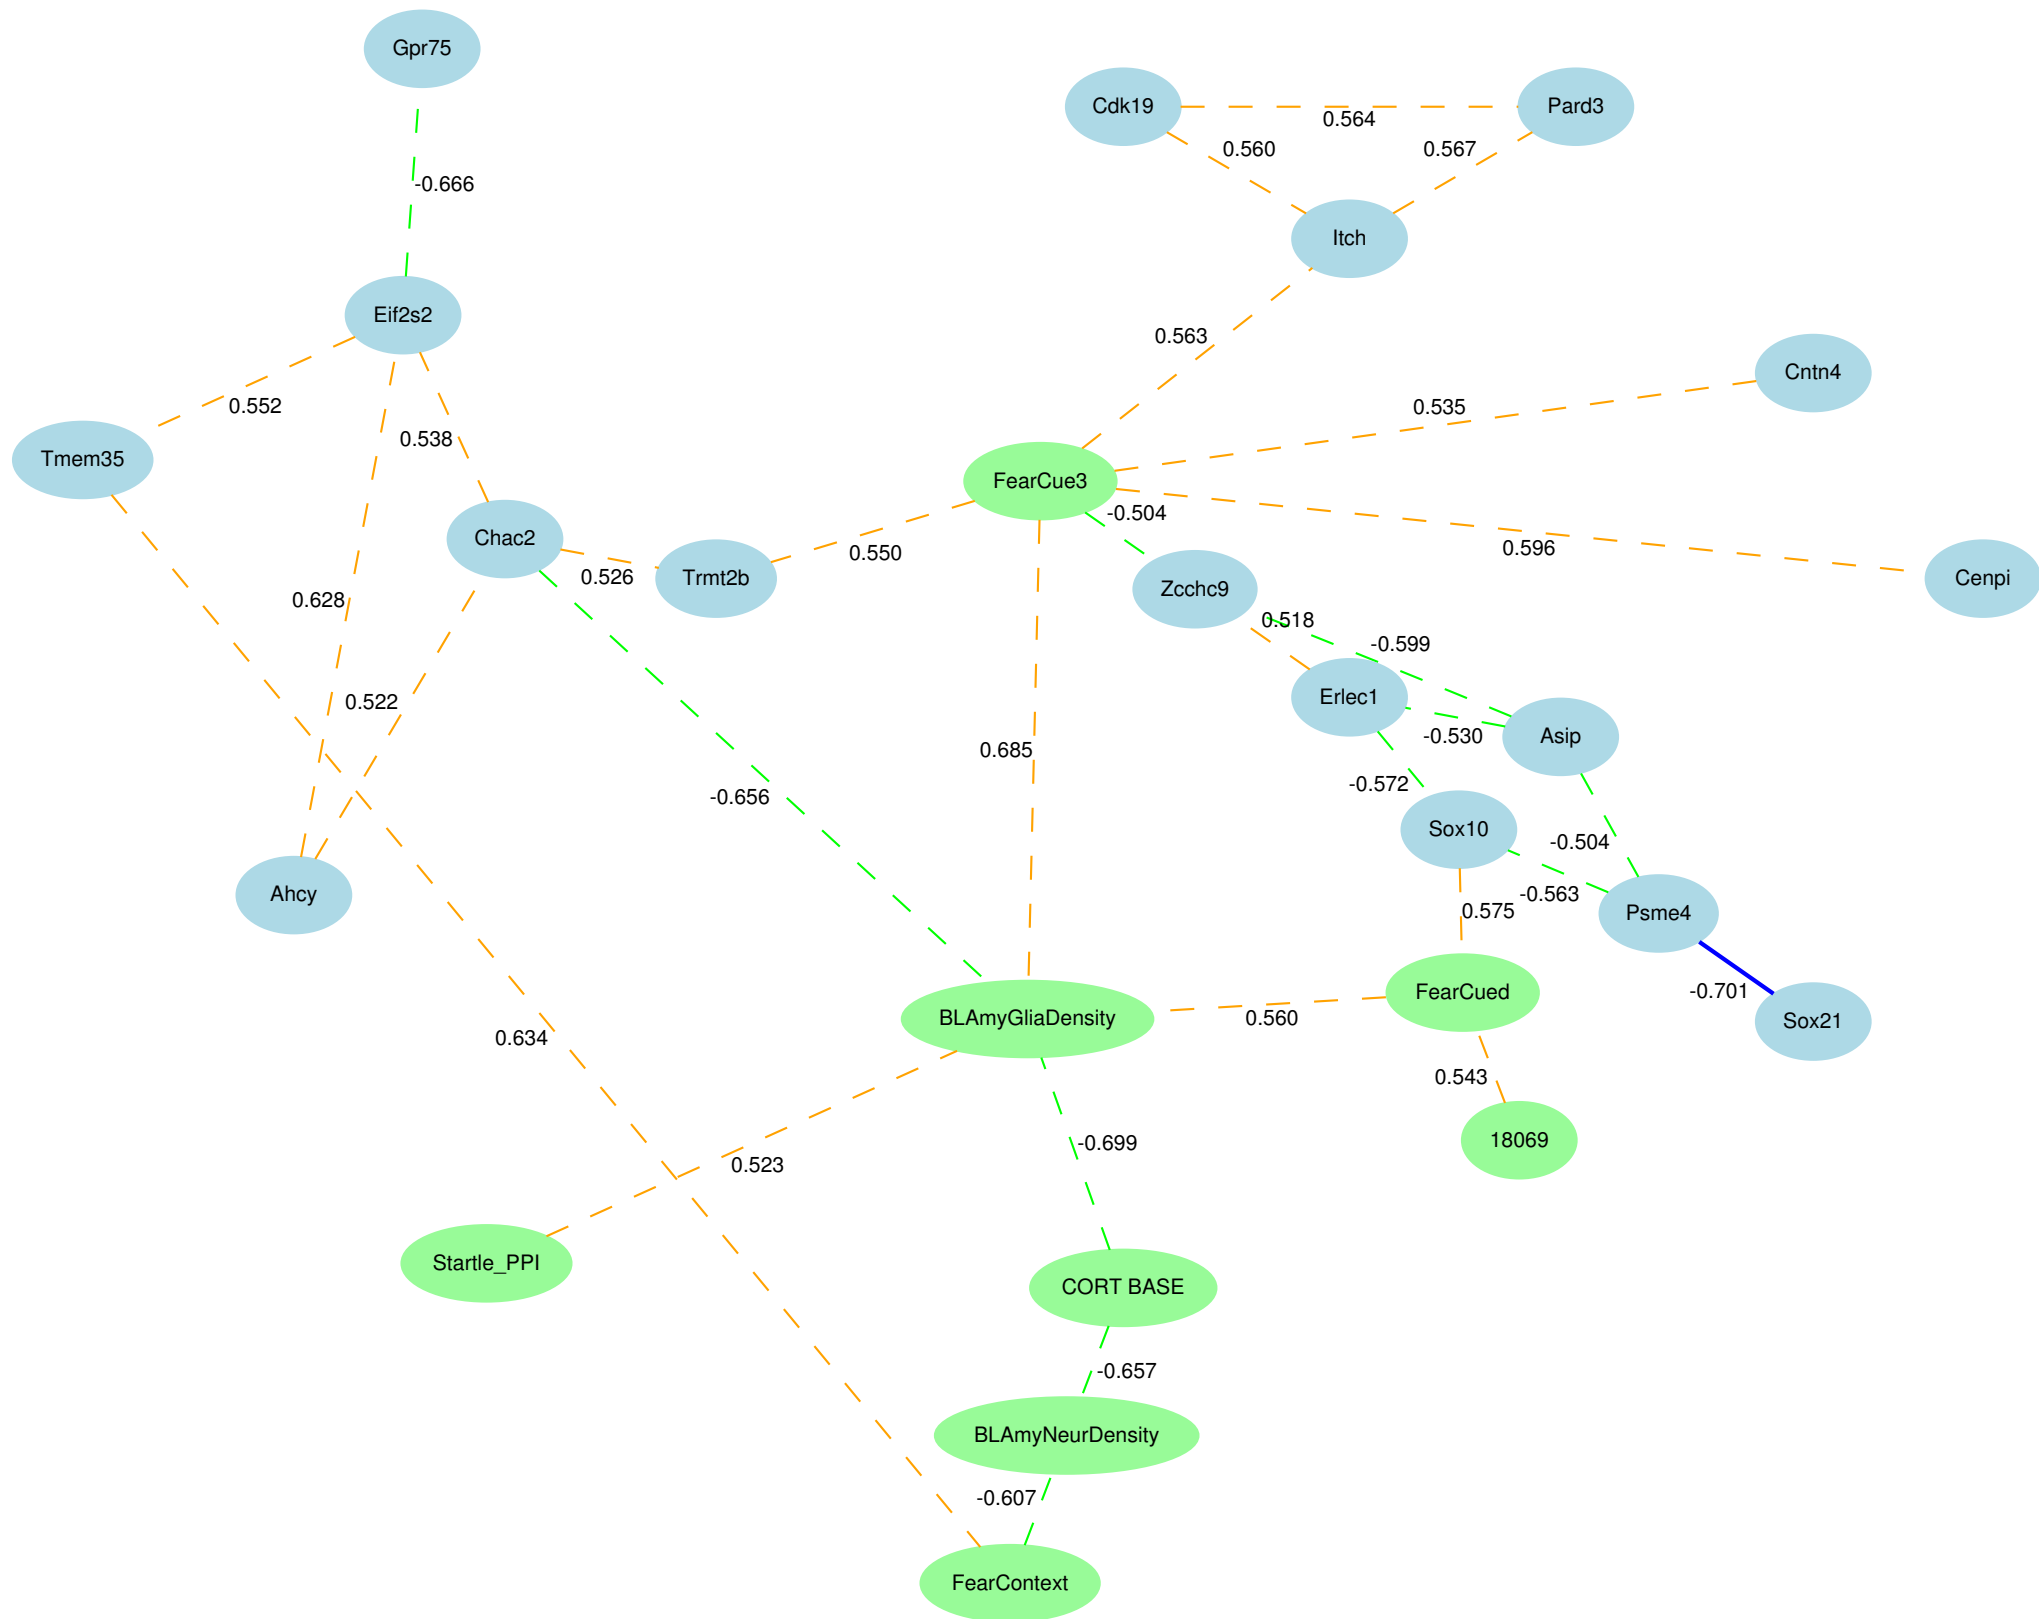 Gpr75
Cdk19
Pard3
0.564
0.560
0.567
-0.666
Itch
Eif2s2
0.563
Cntn4
0.552
0.535
0.538
Tmem35
FearCue3
-0.504
Chac2
0.550
0.596
0.526
Trmt2b
Zcchc9
Cenpi
0.628
0.518
-0.599
Erlec1
0.522
-0.530
Asip
0.685
-0.572
-0.656
Sox10
-0.504
Ahcy
-0.563
0.575
Psme4
FearCued
-0.701
BLAmyGliaDensity
0.560
Sox21
0.634
0.543
-0.699
18069
0.523
Startle_PPI
CORT BASE
-0.657
BLAmyNeurDensity
-0.607
FearContext